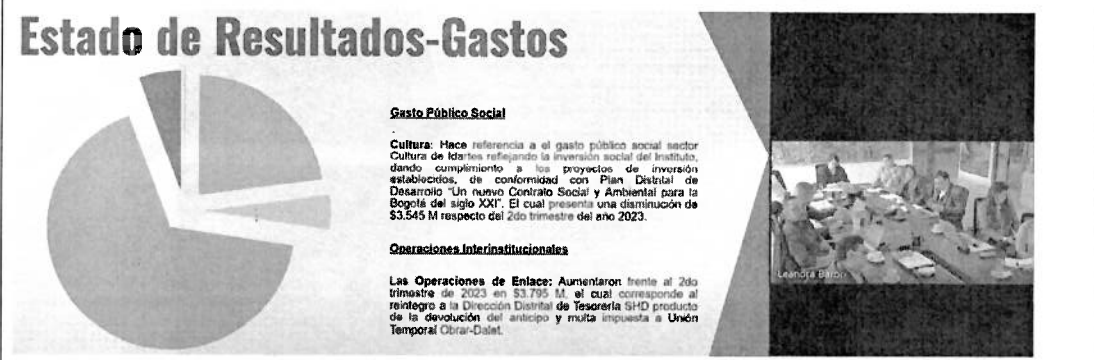 Estado de Resultados-Gastos
Gasto Público Social
Cultura: Hace referencia a el gasto público social sector
Cultura de Idartes reflejando la inversión social del Instituto,
dando cumplimiento a los proyectos de inversión
establecidos, de conformidad con Plan Distrital de
Desarrollo "Un nuevo Contrato Social y Ambiental para la
Bogotá del siglo XXI". El cual presenta una disminución de
$3.545 M respecto del 2do trimestre del año 2023.
Operaciones Interinstitucionales
Las Operaciones de Enlace: Aumentaron frente al 2do
trimestre de 2023 en $3.795 M, el cual corresponde al
reintegro a la Dirección Distrital de Tesorería SHD producto
de la devolución del anticipo y multa impuesta a Unión
Temporal Obrar-Dalet.
Leandra Baron